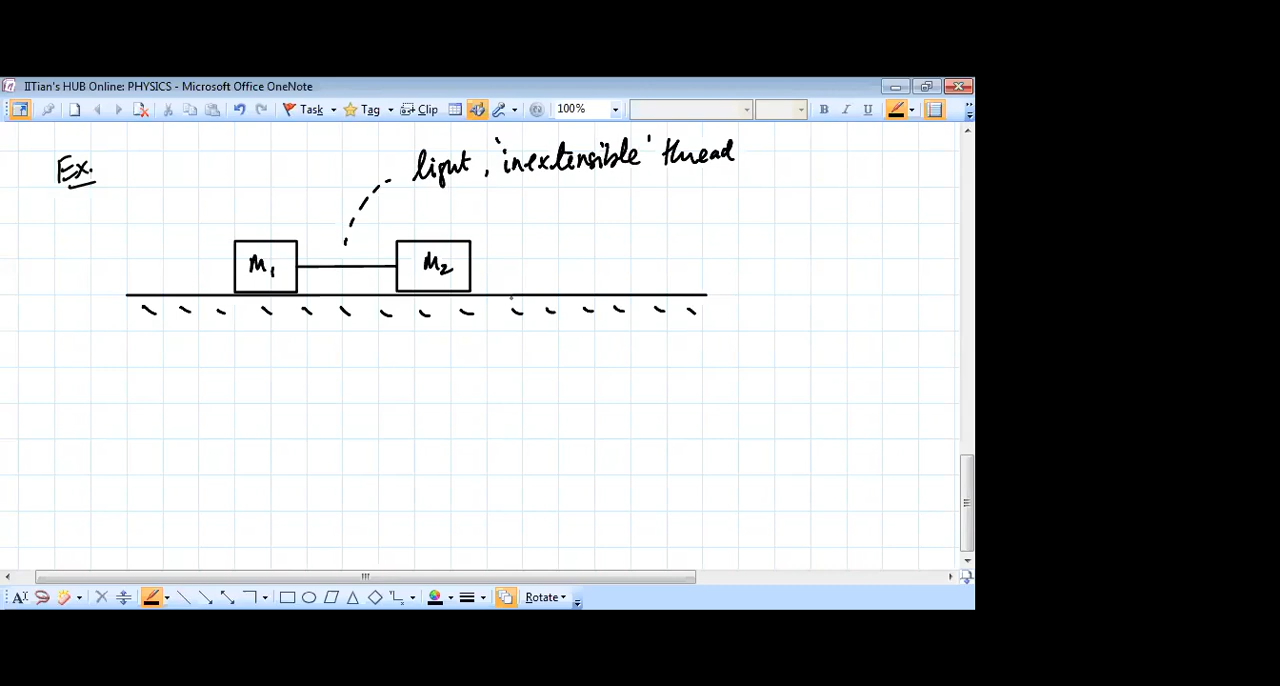 IITian's HUB Online: PHYSICS - Microsoft Office OneNote
Task Tag Clip 100% B I U
Ex. light, 'inextensible' thread
M₁ M₂
A Rotate